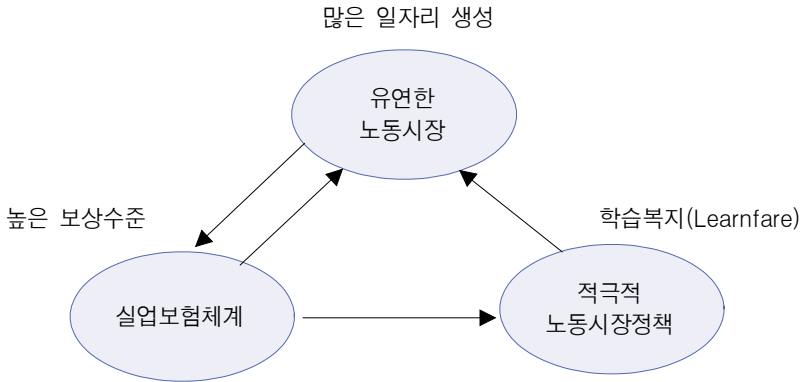 많은 일자리 생성
유연한
노동시장
높은 보상수준
학습복지(Learnfare)
실업보험체계
적극적
노동시장정책